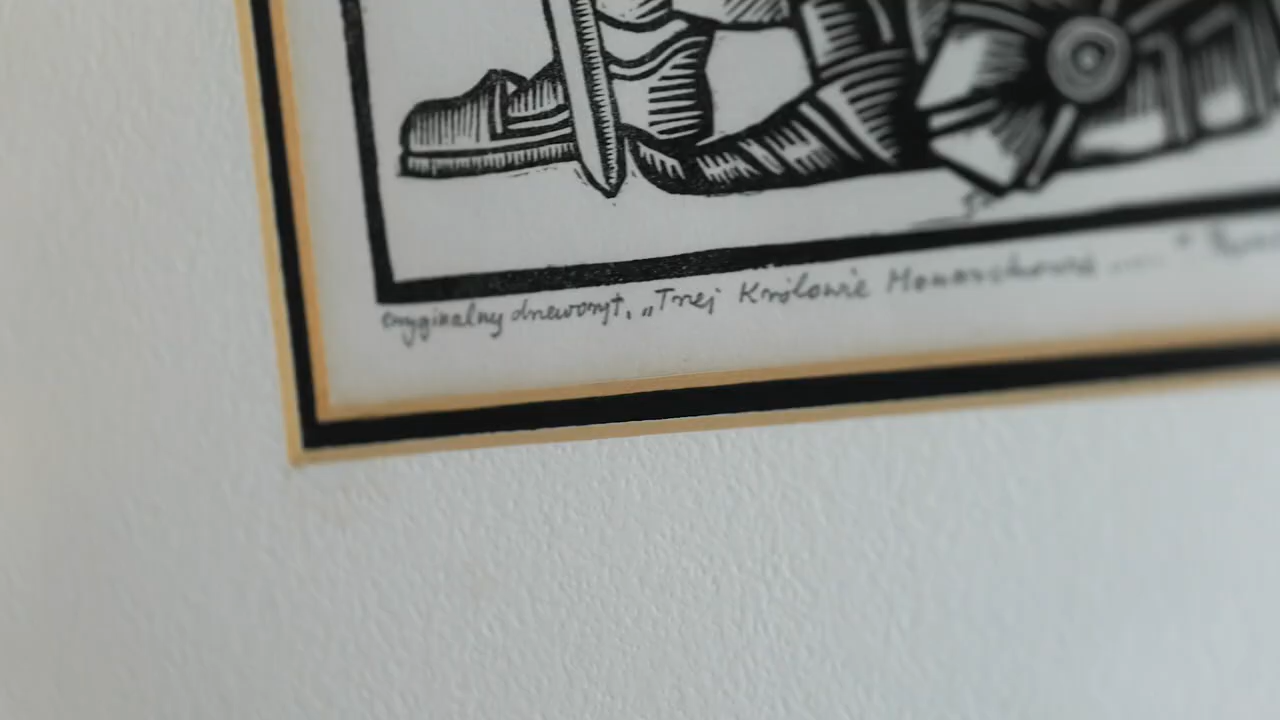 oryginalny drzeworyt, „Trzej Królowie Monarchowie ...."